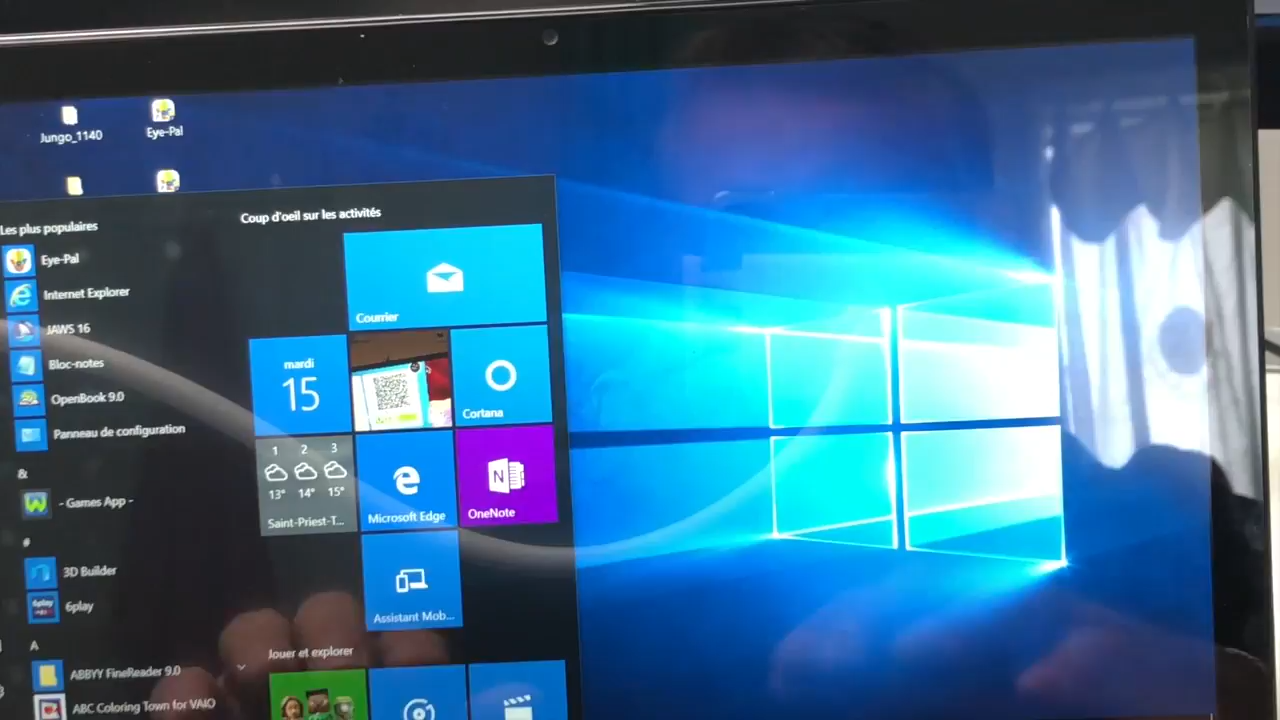 Jungo_1140
Eye-Pal
Les plus populaires
Eye-Pal
Internet Explorer
JAWS 16
Bloc-notes
OpenBook 9.0
Panneau de configuration
&
- Games App -
#
3D Builder
6play
6play
A
ABBYY FineReader 9.0
ABC Coloring Town for VAIO
Coup d'oeil sur les activités
Courrier
mardi
15
Cortana
1 2 3
13° 14° 15°
Saint-Priest-T...
Microsoft Edge
N
OneNote
Assistant Mob...
Jouer et explorer